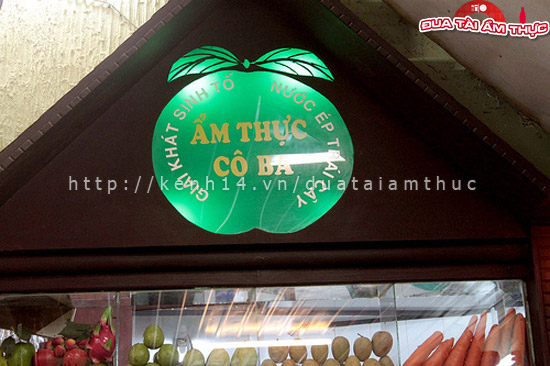 ĐUA TÀI ẨM THỰC
GIẢI KHÁT SINH TỐ
NƯỚC ÉP TRÁI CÂY
ẨM THỰC
CÔ BA
http://kenh14.vn/duataiamthuc